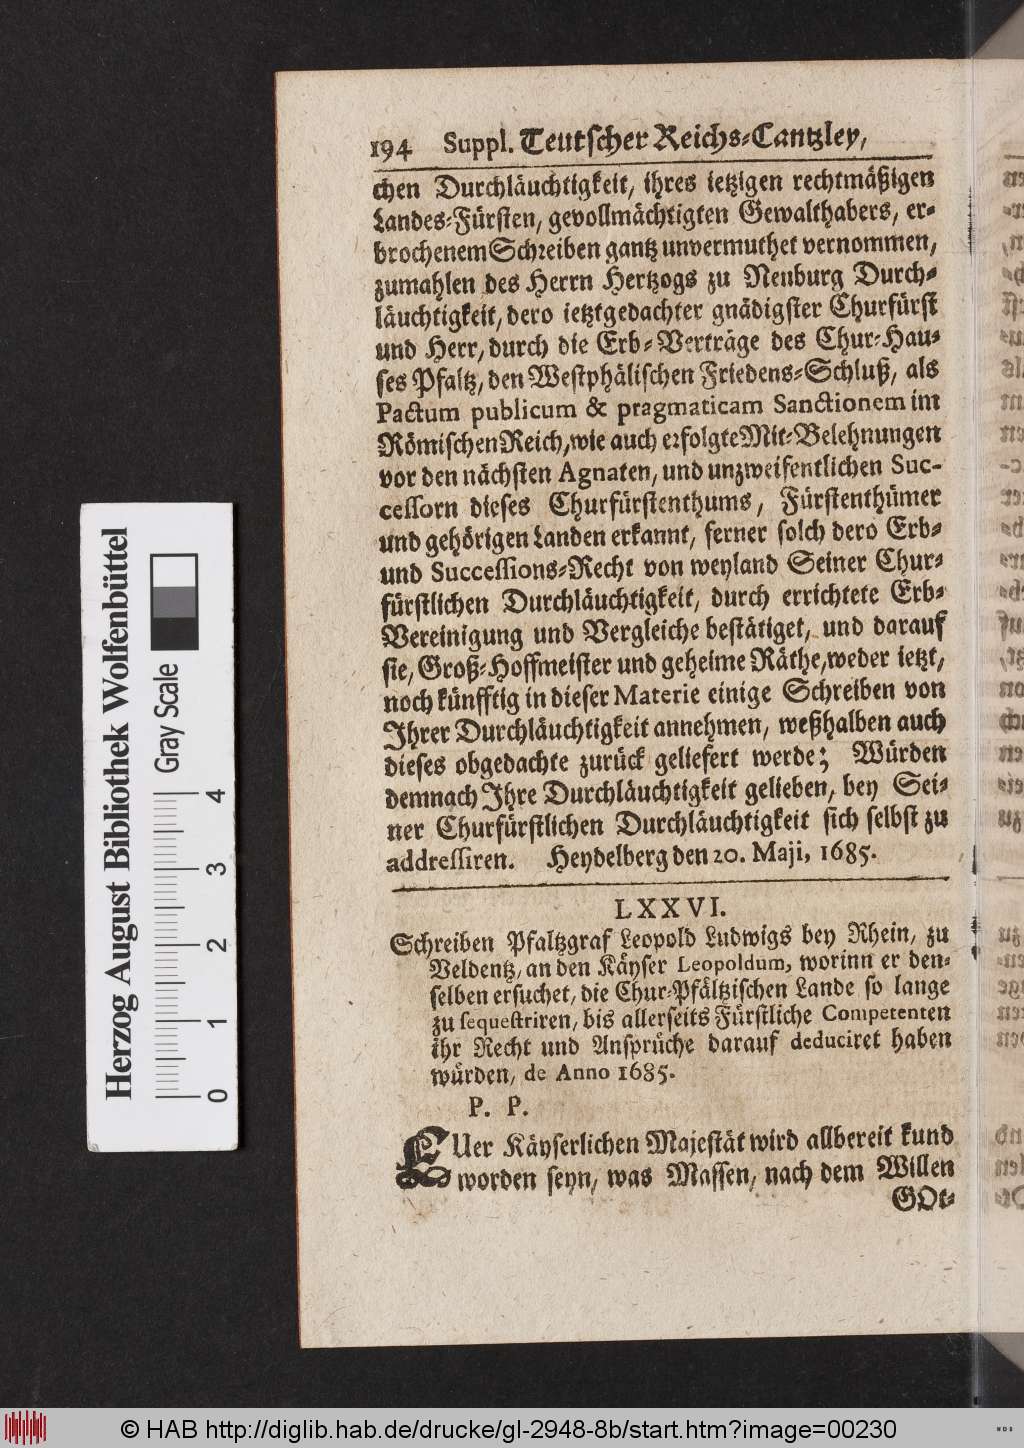 194 Suppl. Teutscher Reichs-Cantzley,
chen Durchläuchtigkeit, ihres ietzigen rechtmäßigen
Landes-Fürsten, gevollmächtigten Gewalthabers, er-
brochenem Schreiben gantz unvermuthet vernommen,
zumahlen des Herrn Hertzogs zu Neuburg Durch-
läuchtigkeit, dero ietztgedachter gnädigster Churfürst
und Herr, durch die Erb-Verträge des Chur-Hau-
ses Pfaltz, den Westphälischen Friedens-Schluß, als
Pactum publicum & pragmaticam Sanctionem im
Römischen Reich, wie auch erfolgte Mit-Belehnungen
vor den nächsten Agnaten, und unzweifentlichen Suc-
cessorn dieses Churfürstenthums, Fürstenthümer
und gehörigen Landen erkannt, ferner solch dero Erb-
und Successions-Recht von weyland Seiner Chur-
fürstlichen Durchläuchtigkeit, durch errichtete Erb-
Vereinigung und Vergleiche bestätiget, und darauf
sie, Groß-Hoffmeister und geheime Räthe, weder ietzt,
noch künfftig in dieser Materie einige Schreiben von
Ihrer Durchläuchtigkeit annehmen, weßhalben auch
dieses obgedachte zurück geliefert werde; Würden
demnach Ihre Durchläuchtigkeit gelieben, bey Sei-
ner Churfürstlichen Durchläuchtigkeit sich selbst zu
addressiren. Heydelberg den 20. Maji, 1685.
LXXVI.
Schreiben Pfaltzgraf Leopold Ludwigs bey Rhein, zu
Veldentz, an den Käyser Leopoldum, worinn er den-
selben ersuchet, die Chur-Pfältzischen Lande so lange
zu sequestriren, bis allerseits Fürstliche Competenten
ihr Recht und Ansprüche darauf deduciret haben
würden, de Anno 1685.
P. P.
EUer Käyserlichen Majestät wird allbereit kund
worden seyn, was Massen, nach dem Willen
GOt-
Herzog August Bibliothek Wolfenbüttel
Gray Scale
0 1 2 3 4
© HAB http://diglib.hab.de/drucke/gl-2948-8b/start.htm?image=00230